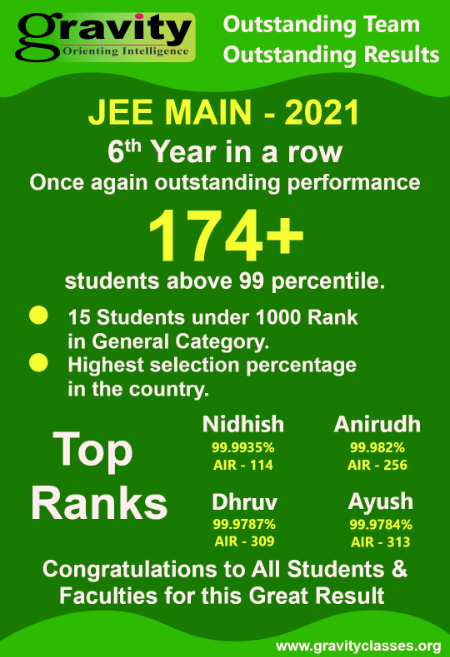 gravity
Orienting Intelligence
Outstanding Team
Outstanding Results
JEE MAIN - 2021
6th Year in a row
Once again outstanding performance
174+
students above 99 percentile.
15 Students under 1000 Rank
in General Category.
Highest selection percentage
in the country.
Top
Ranks
Nidhish
99.9935%
AIR - 114
Anirudh
99.982%
AIR - 256
Dhruv
99.9787%
AIR - 309
Ayush
99.9784%
AIR - 313
Congratulations to All Students &
Faculties for this Great Result
www.gravityclasses.org